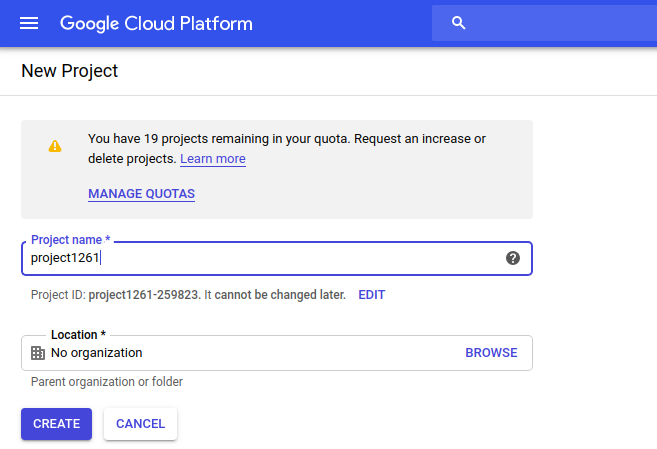 Google Cloud Platform
New Project
You have 19 projects remaining in your quota. Request an increase or
delete projects. Learn more
MANAGE QUOTAS
Project name *
project1261
Project ID: project1261-259823. It cannot be changed later. EDIT
Location *
No organization BROWSE
Parent organization or folder
CREATE CANCEL